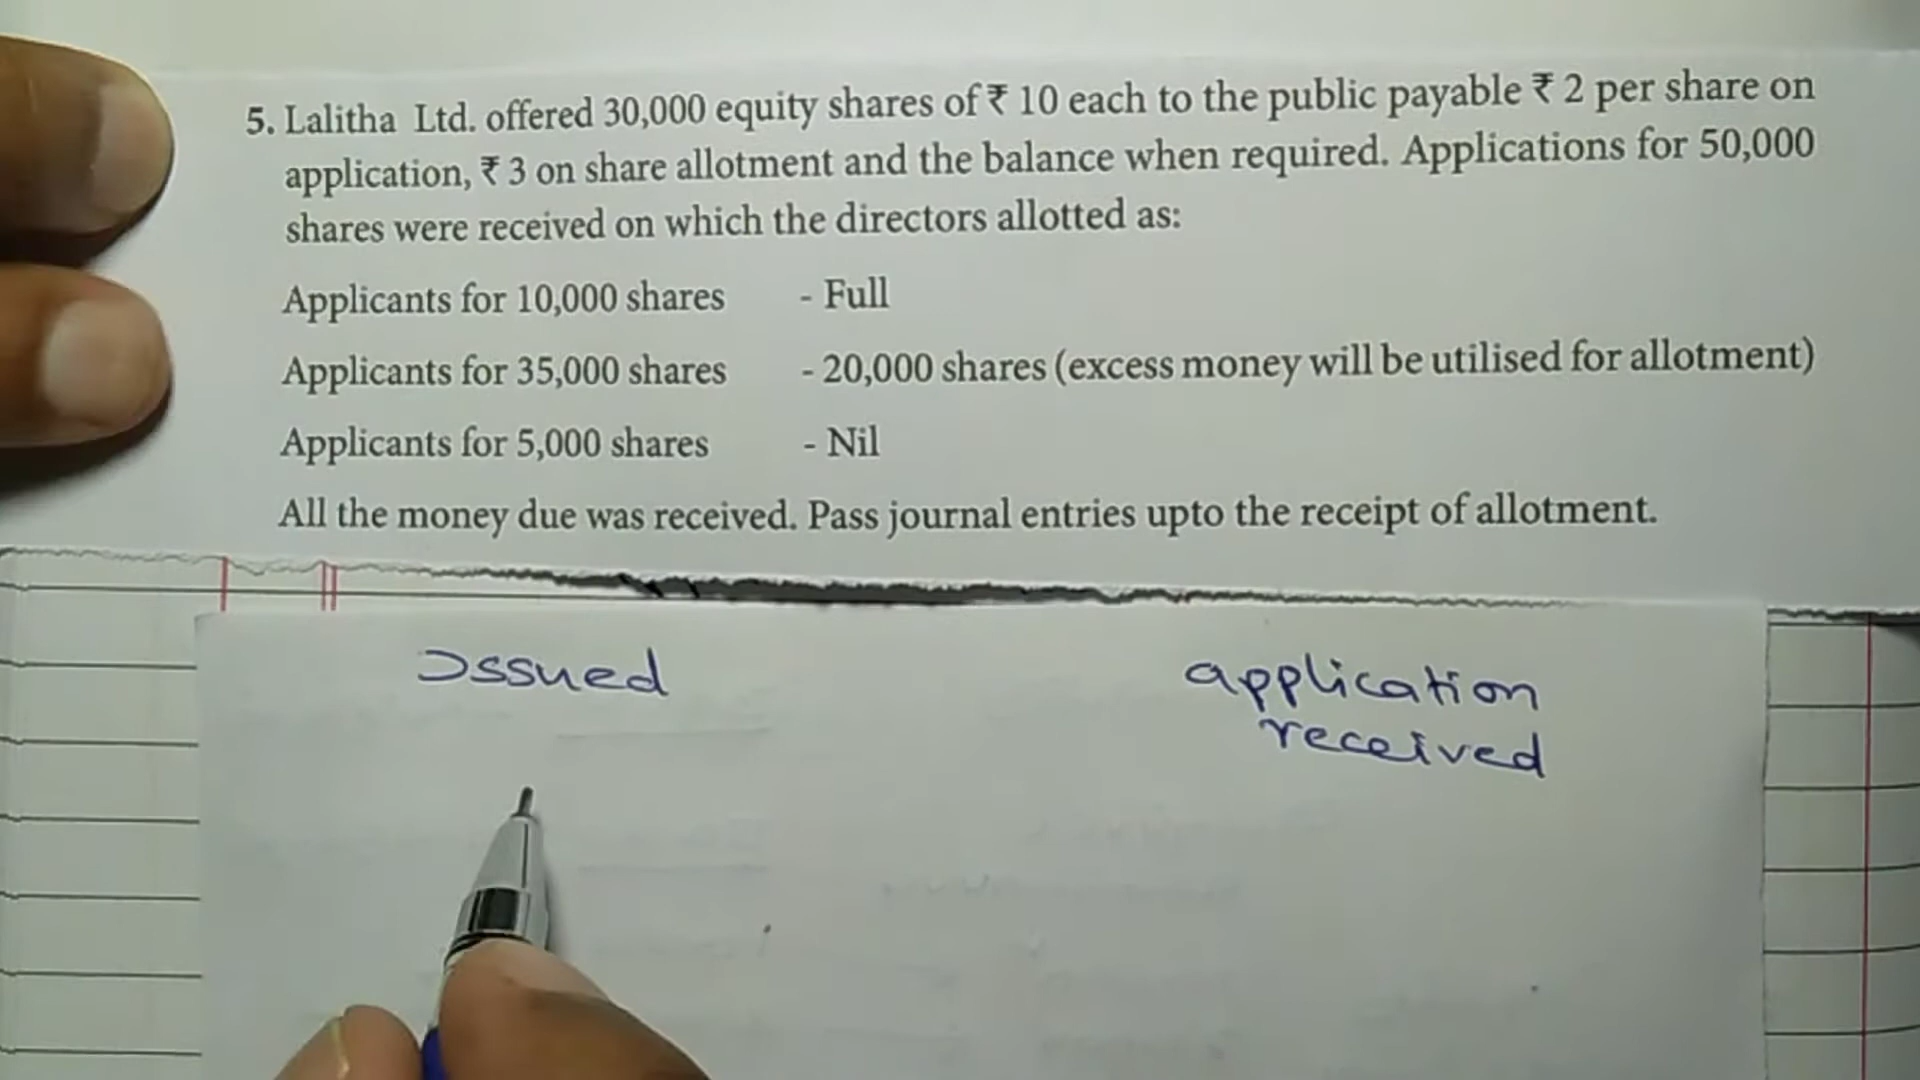 5. Lalitha Ltd. offered 30,000 equity shares of ₹ 10 each to the public payable ₹ 2 per share on
application, ₹ 3 on share allotment and the balance when required. Applications for 50,000
shares were received on which the directors allotted as:
Applicants for 10,000 shares - Full
Applicants for 35,000 shares - 20,000 shares (excess money will be utilised for allotment)
Applicants for 5,000 shares - Nil
All the money due was received. Pass journal entries upto the receipt of allotment.
Issued
application
received